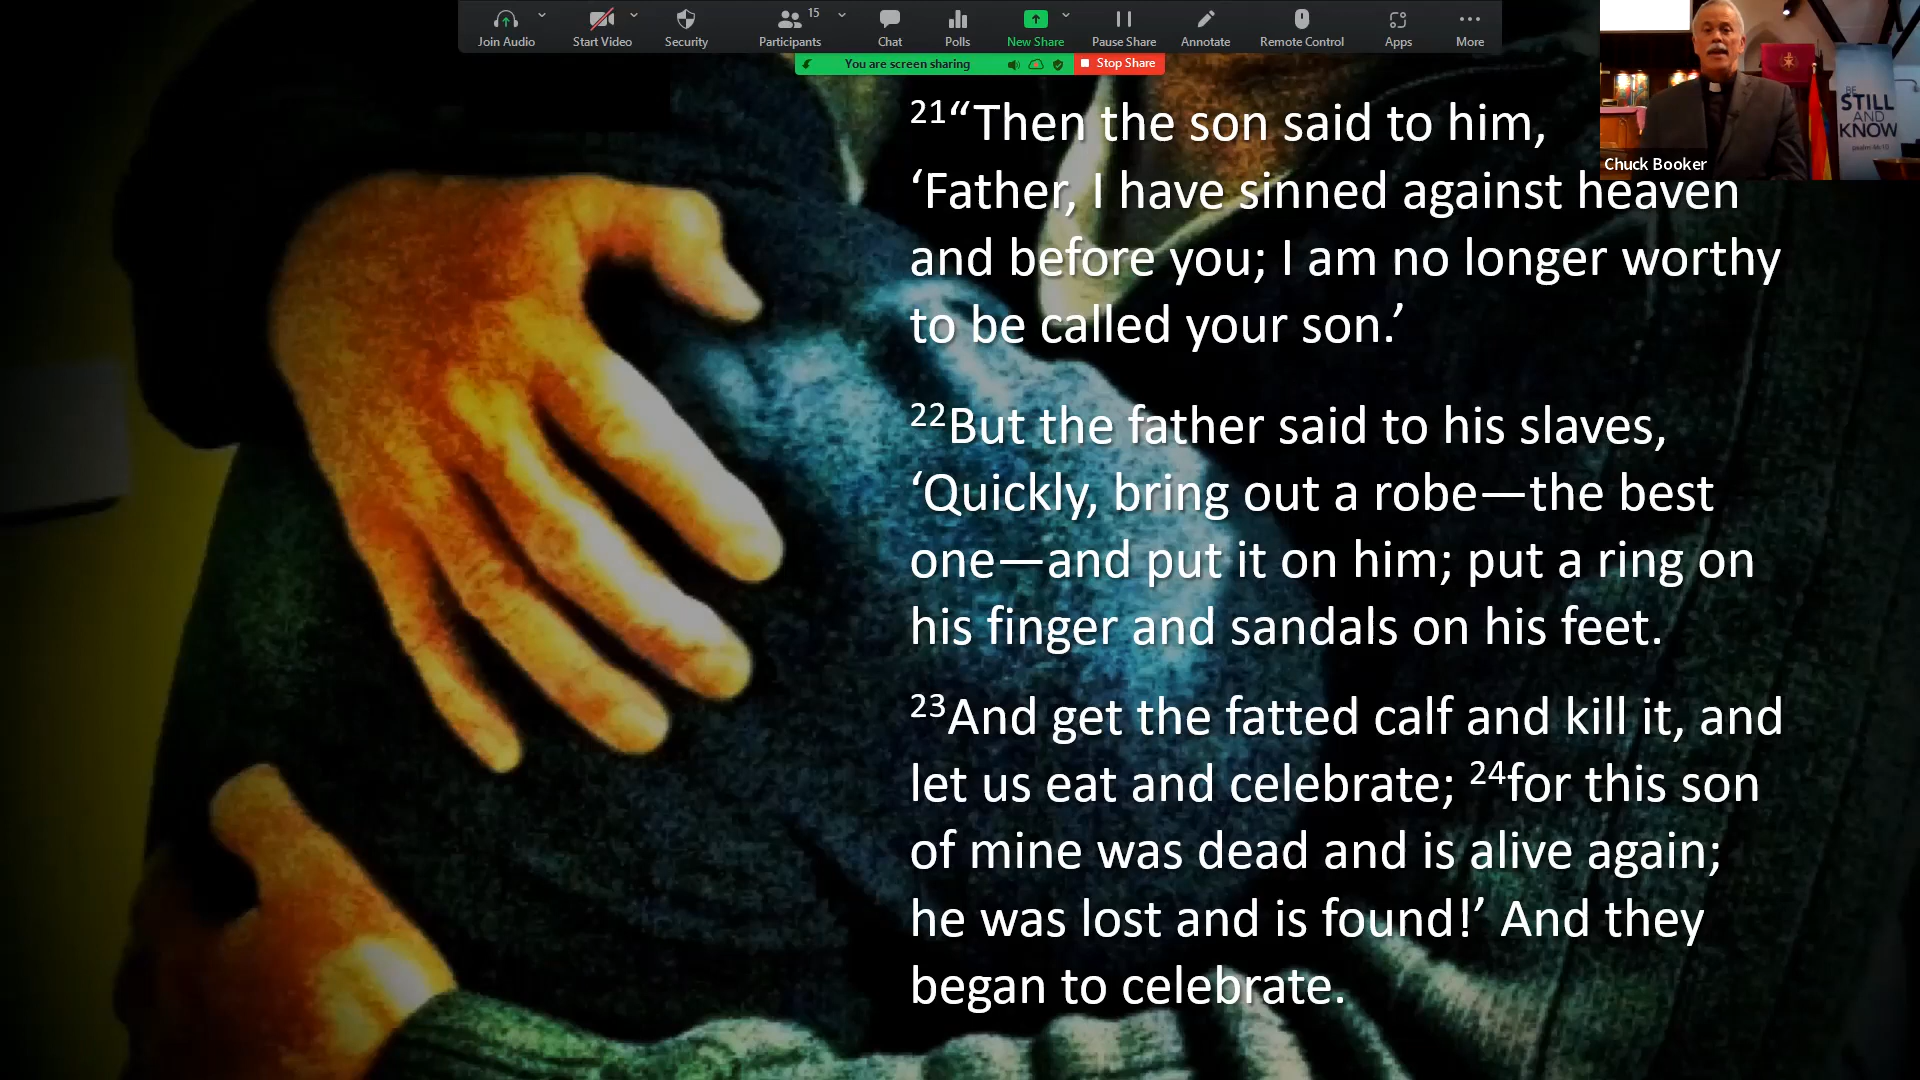 Join Audio
Start Video
Security
Participants
15
Chat
Polls
New Share
Pause Share
Annotate
Remote Control
Apps
More
You are screen sharing
Stop Share
BE
STILL
AND
KNOW
psalm 46:10
Chuck Booker
21“Then the son said to him,
‘Father, I have sinned against heaven
and before you; I am no longer worthy
to be called your son.’
22But the father said to his slaves,
‘Quickly, bring out a robe—the best
one—and put it on him; put a ring on
his finger and sandals on his feet.
23And get the fatted calf and kill it, and
let us eat and celebrate; 24for this son
of mine was dead and is alive again;
he was lost and is found!’ And they
began to celebrate.